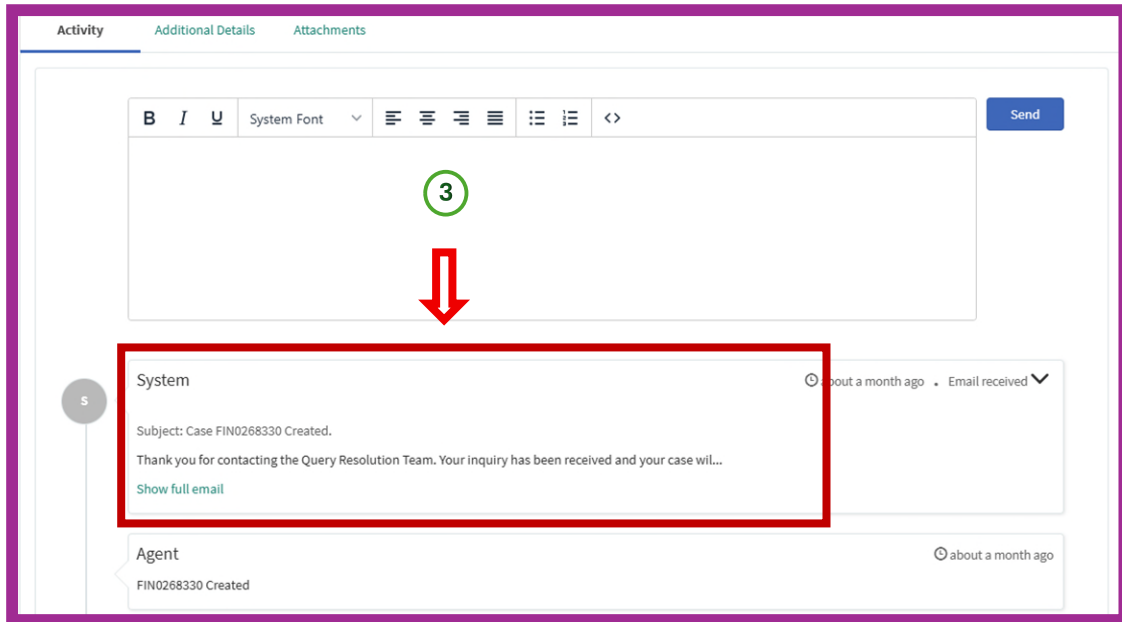 Activity Additional Details Attachments
B I U System Font Send
3
System about a month ago . Email received
S
Subject: Case FIN0268330 Created.
Thank you for contacting the Query Resolution Team. Your inquiry has been received and your case wil...
Show full email
Agent about a month ago
FIN0268330 Created